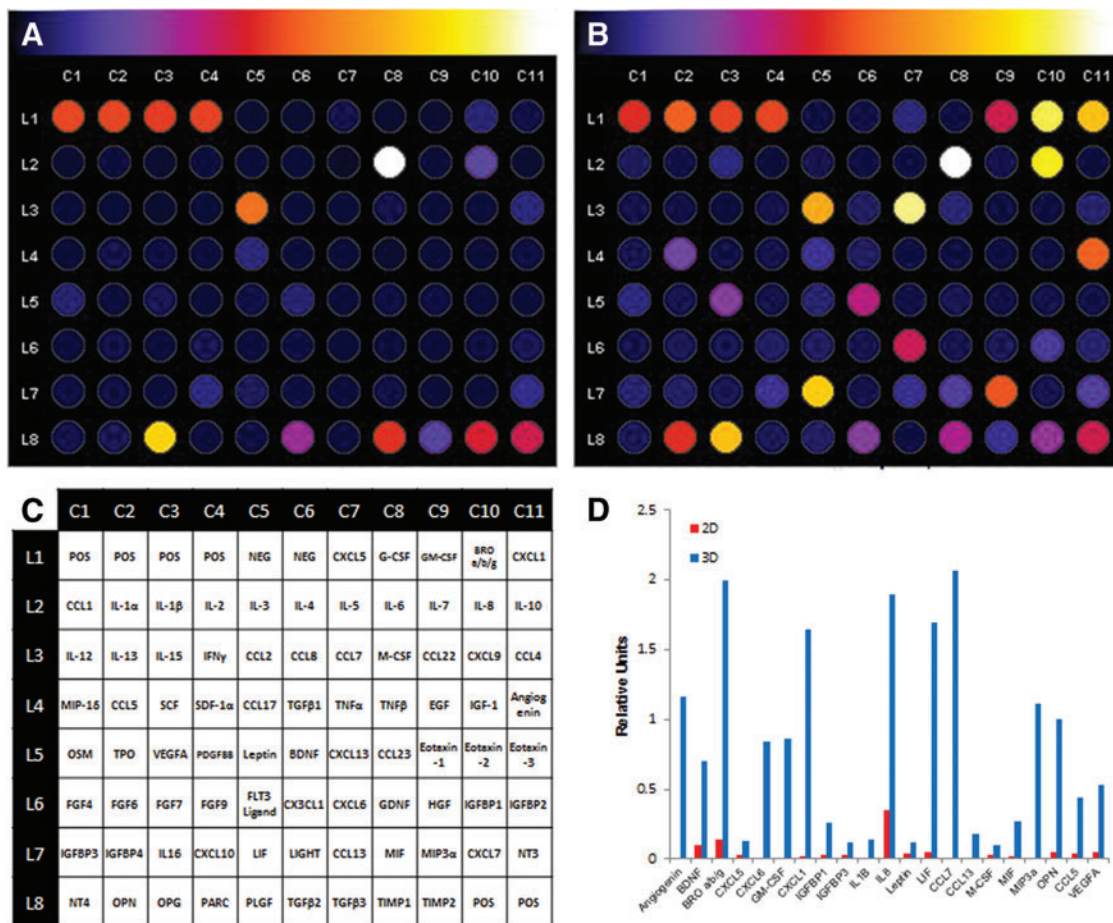 A
C1 C2 C3 C4 C5 C6 C7 C8 C9 C10 C11
L1
L2
L3
L4
L5
L6
L7
L8
B
C1 C2 C3 C4 C5 C6 C7 C8 C9 C10 C11
L1
L2
L3
L4
L5
L6
L7
L8
C C1 C2 C3 C4 C5 C6 C7 C8 C9 C10 C11
L1 POS POS POS POS NEG NEG CXCL5 G-CSF GM-CSF BRO a/b/g CXCL1
L2 CCL1 IL-1α IL-1β IL-2 IL-3 IL-4 IL-5 IL-6 IL-7 IL-8 IL-10
L3 IL-12 IL-13 IL-15 IFNγ CCL2 CCL8 CCL7 M-CSF CCL22 CXCL9 CCL4
L4 MIP-1δ CCL5 SCF SDF-1α CCL17 TGFβ1 TNFα TNFβ EGF IGF-1 Angiogenin
L5 OSM TPO VEGFA PDGFBB Leptin BDNF CXCL13 CCL23 Eotaxin-1 Eotaxin-2 Eotaxin-3
L6 FGF4 FGF6 FGF7 FGF9 FLT3 Ligand CX3CL1 CXCL6 GDNF HGF IGFBP1 IGFBP2
L7 IGFBP3 IGFBP4 IL16 CXCL10 LIF LIGHT CCL13 MIF MIP3α CXCL7 NT3
L8 NT4 OPN OPG PARC PLGF TGFβ2 TGFβ3 TIMP1 TIMP2 POS POS
D
2D
3D
Relative Units
2.5
2
1.5
1
0.5
0
Angiogenin
BDNF
BRO ab/g
CXCL5
CXCL6
GM-CSF
CXCL1
IGFBP1
IGFBP3
IL1B
IL8
Leptin
LIF
CCL7
CCL13
M-CSF
MIF
MIP3a
OPN
CCL5
VEGFA